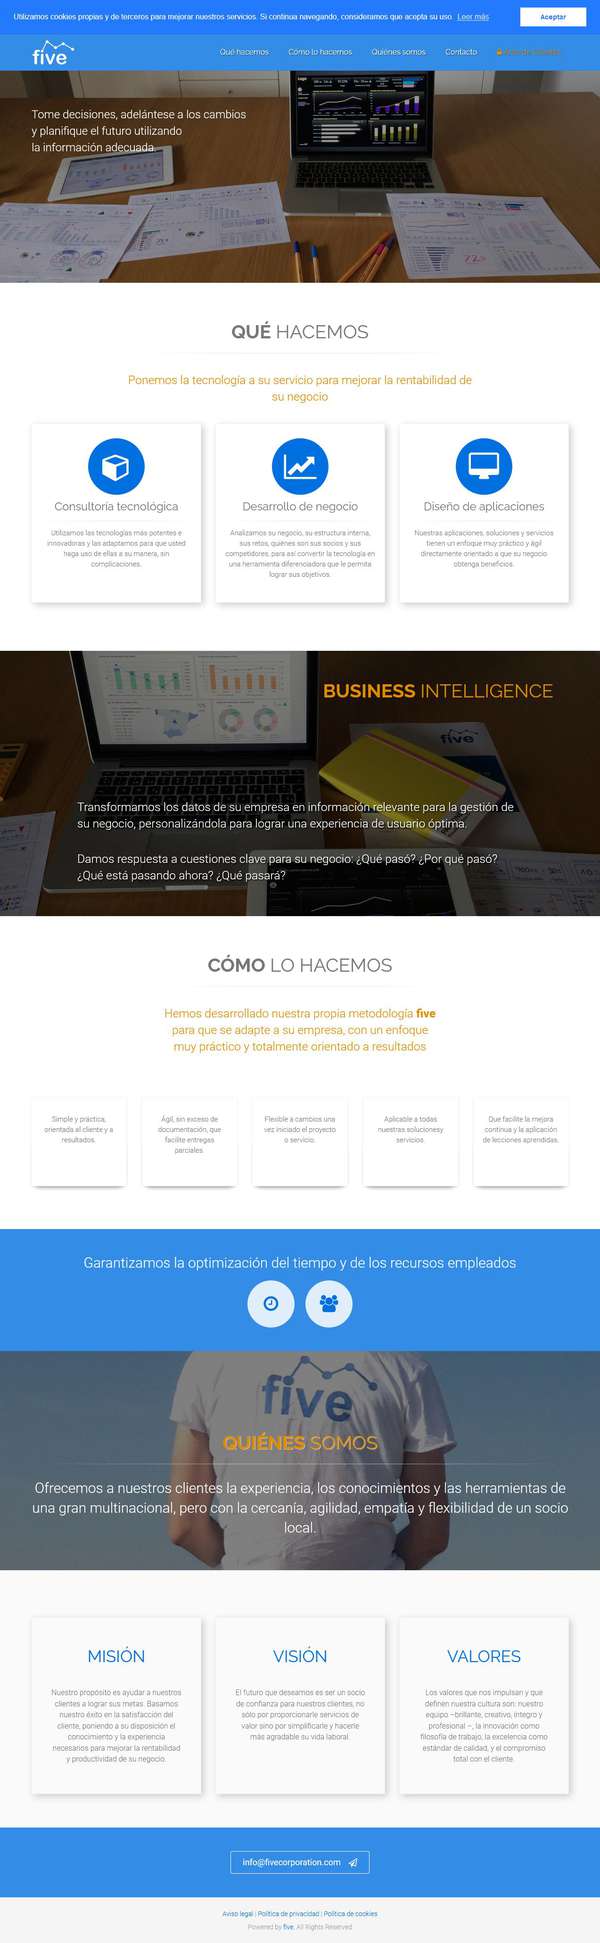 Utilizamos cookies propias y de terceros para mejorar nuestros servicios. Si continua navegando, consideramos que acepta su uso. Leer más
Aceptar
five
Qué hacemos
Cómo lo hacemos
Quiénes somos
Contacto
Tome decisiones, adelántese a los cambios
y planifique el futuro utilizando
la información adecuada.
QUÉ HACEMOS
Ponemos la tecnología a su servicio para mejorar la rentabilidad de
su negocio
Consultoría tecnológica
Utilizamos las tecnologías más potentes e
innovadoras y las adaptamos para que usted
haga uso de ellas a su manera, sin
complicaciones.
Desarrollo de negocio
Analizamos su negocio, su estructura interna,
sus retos, quiénes son sus socios y sus
competidores, para así convertir la tecnología en
una herramienta diferenciadora que le permita
lograr sus objetivos.
Diseño de aplicaciones
Nuestras aplicaciones, soluciones y servicios
tienen un enfoque muy práctico y ágil
directamente orientado a que su negocio
obtenga beneficios.
BUSINESS INTELLIGENCE
five
Transformamos los datos de su empresa en información relevante para la gestión de
su negocio, personalizándola para lograr una experiencia de usuario óptima.
Damos respuesta a cuestiones clave para su negocio: ¿Qué pasó? ¿Por qué pasó?
¿Qué está pasando ahora? ¿Qué pasará?
CÓMO LO HACEMOS
Hemos desarrollado nuestra propia metodología five
para que se adapte a su empresa, con un enfoque
muy práctico y totalmente orientado a resultados
Simple y práctica,
orientada al cliente y a
resultados.
Ágil, sin exceso de
documentación, que
facilite entregas
parciales.
Flexible a cambios una
vez iniciado el proyecto
o servicio.
Aplicable a todas
nuestras solucionesy
servicios.
Que facilite la mejora
continua y la aplicación
de lecciones aprendidas.
Garantizamos la optimización del tiempo y de los recursos empleados
five
QUIÉNES SOMOS
Ofrecemos a nuestros clientes la experiencia, los conocimientos y las herramientas de
una gran multinacional, pero con la cercanía, agilidad, empatía y flexibilidad de un socio
local.
MISIÓN
Nuestro propósito es ayudar a nuestros
clientes a lograr sus metas. Basamos
nuestro éxito en la satisfacción del
cliente, poniendo a su disposición el
conocimiento y la experiencia
necesarios para mejorar la rentabilidad
y productividad de su negocio.
VISIÓN
El futuro que deseamos es ser un socio
de confianza para nuestros clientes, no
sólo por proporcionarle servicios de
valor sino por simplificarle y hacerle
más agradable su vida laboral.
VALORES
Los valores que nos impulsan y que
definen nuestra cultura son: nuestro
equipo –brillante, creativo, íntegro y
profesional –, la innovación como
filosofía de trabajo, la excelencia como
estándar de calidad, y el compromiso
total con el cliente.
info@fivecorporation.com
Aviso legal | Política de privacidad | Política de cookies
Powered by five. All Rights Reserved